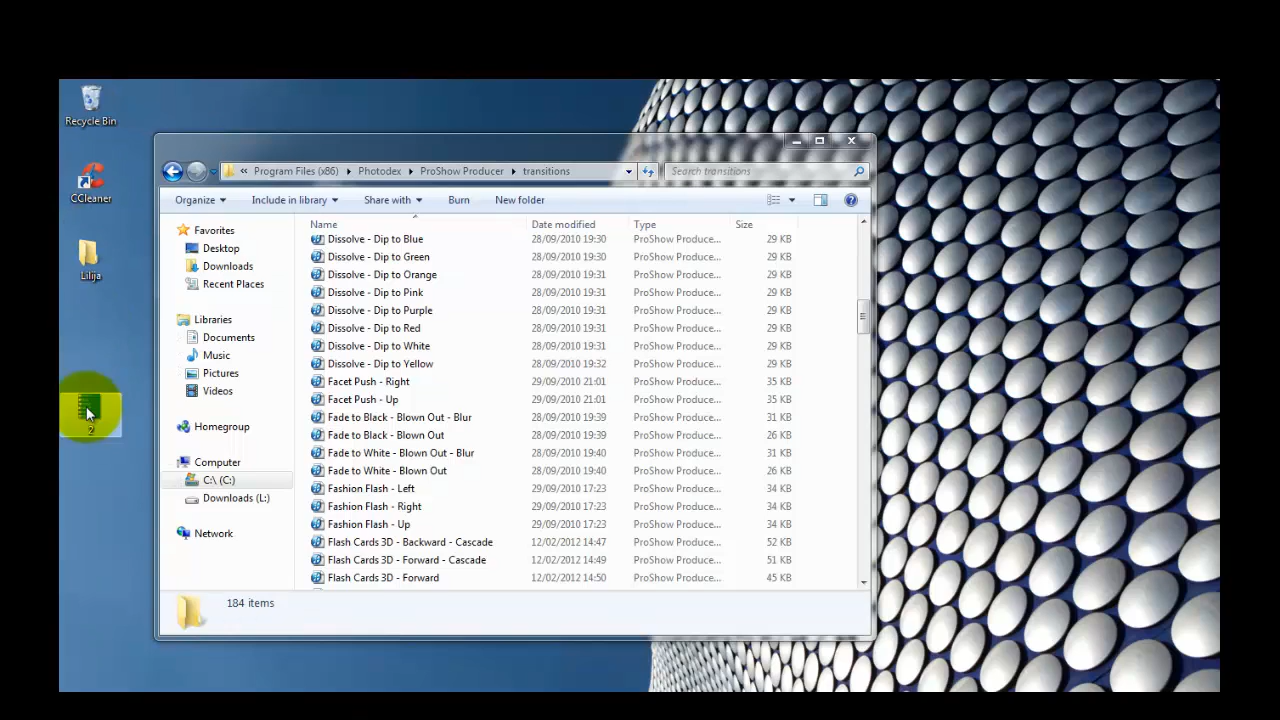 Recycle Bin
CCleaner
Lilija
2
« Program Files (x86) Photodex ProShow Producer transitions
Search transitions
Organize Include in library Share with Burn New folder
Favorites
Desktop
Downloads
Recent Places
Libraries
Documents
Music
Pictures
Videos
Homegroup
Computer
C:\ (C:)
Downloads (L:)
Network
Name Date modified Type Size
Dissolve - Dip to Blue 28/09/2010 19:30 ProShow Produce... 29 KB
Dissolve - Dip to Green 28/09/2010 19:30 ProShow Produce... 29 KB
Dissolve - Dip to Orange 28/09/2010 19:31 ProShow Produce... 29 KB
Dissolve - Dip to Pink 28/09/2010 19:31 ProShow Produce... 29 KB
Dissolve - Dip to Purple 28/09/2010 19:31 ProShow Produce... 29 KB
Dissolve - Dip to Red 28/09/2010 19:31 ProShow Produce... 29 KB
Dissolve - Dip to White 28/09/2010 19:31 ProShow Produce... 29 KB
Dissolve - Dip to Yellow 28/09/2010 19:32 ProShow Produce... 29 KB
Facet Push - Right 29/09/2010 21:01 ProShow Produce... 35 KB
Facet Push - Up 29/09/2010 21:01 ProShow Produce... 35 KB
Fade to Black - Blown Out - Blur 28/09/2010 19:39 ProShow Produce... 31 KB
Fade to Black - Blown Out 28/09/2010 19:39 ProShow Produce... 26 KB
Fade to White - Blown Out - Blur 28/09/2010 19:40 ProShow Produce... 31 KB
Fade to White - Blown Out 28/09/2010 19:40 ProShow Produce... 26 KB
Fashion Flash - Left 29/09/2010 17:23 ProShow Produce... 34 KB
Fashion Flash - Right 29/09/2010 17:23 ProShow Produce... 34 KB
Fashion Flash - Up 29/09/2010 17:23 ProShow Produce... 34 KB
Flash Cards 3D - Backward - Cascade 12/02/2012 14:47 ProShow Produce... 52 KB
Flash Cards 3D - Forward - Cascade 12/02/2012 14:49 ProShow Produce... 51 KB
Flash Cards 3D - Forward 12/02/2012 14:50 ProShow Produce... 45 KB
184 items